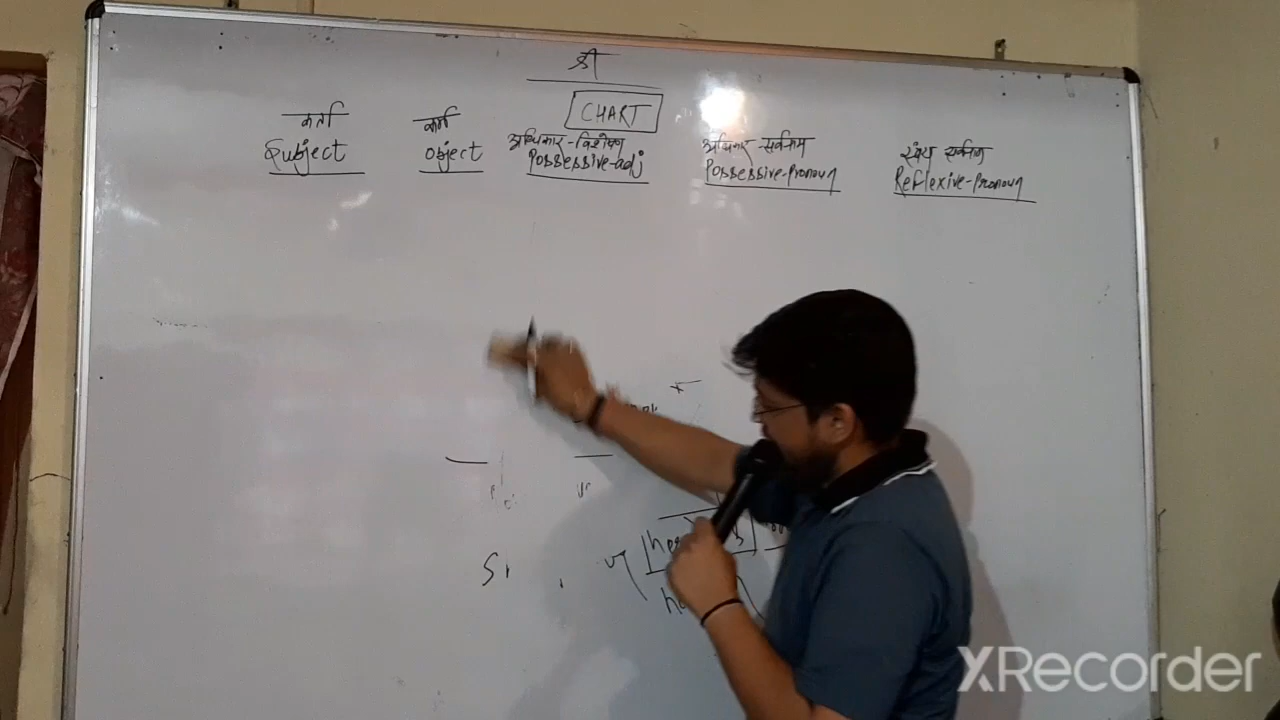 श्री
CHART
कर्ता
Subject
कर्म
object
अधिकार-विशेषण
Possessive-adj
अधिकार-सर्वनाम
Possessive-Pronoun
स्वंय सर्वनाम
Reflexive-Pronoun
XRecorder